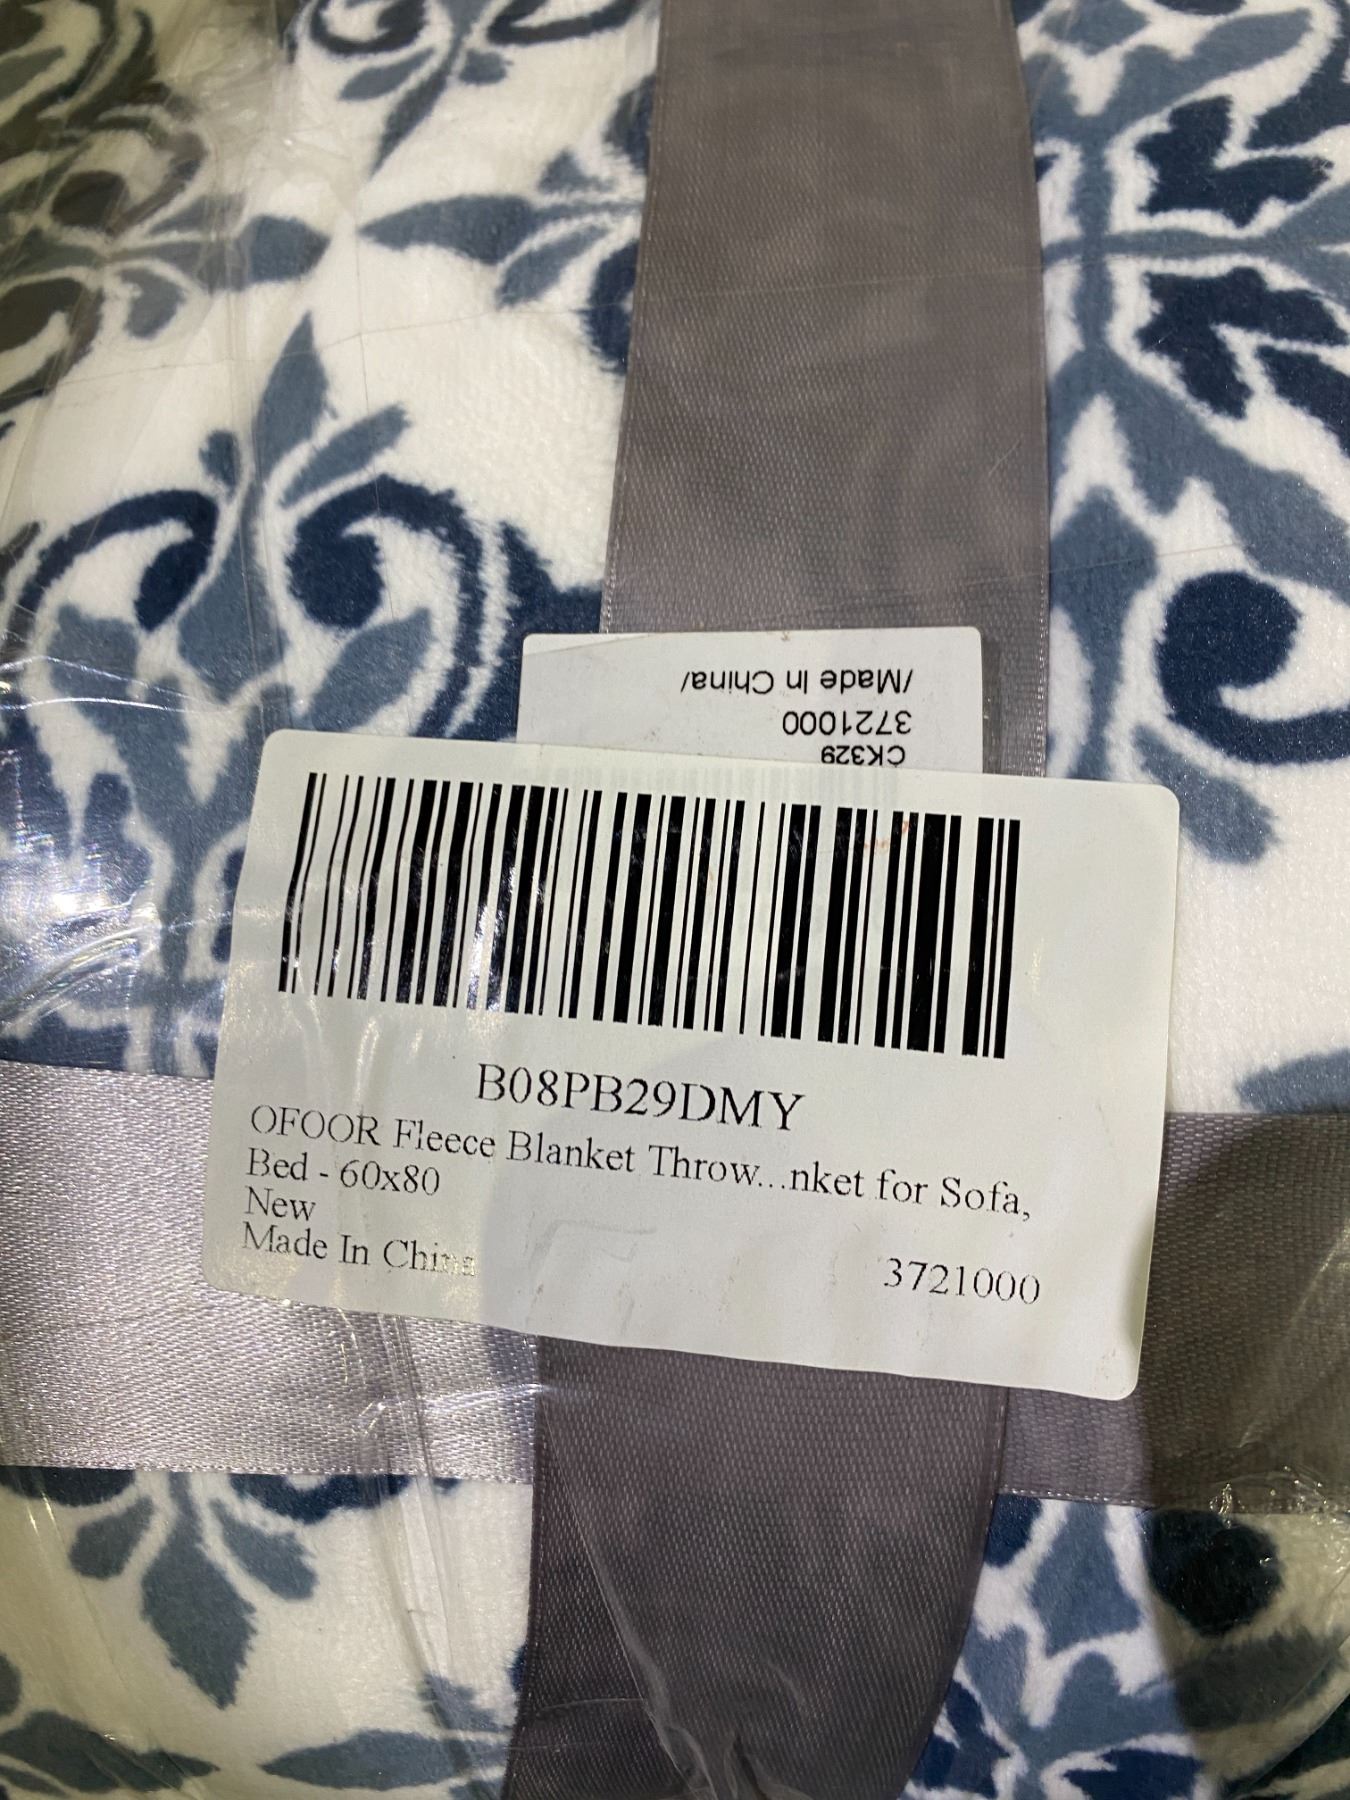 /Made In China/
3721000
CK329
B08PB29DMY
OFOOR Fleece Blanket Throw...nket for Sofa,
Bed - 60x80
New
Made In China
3721000